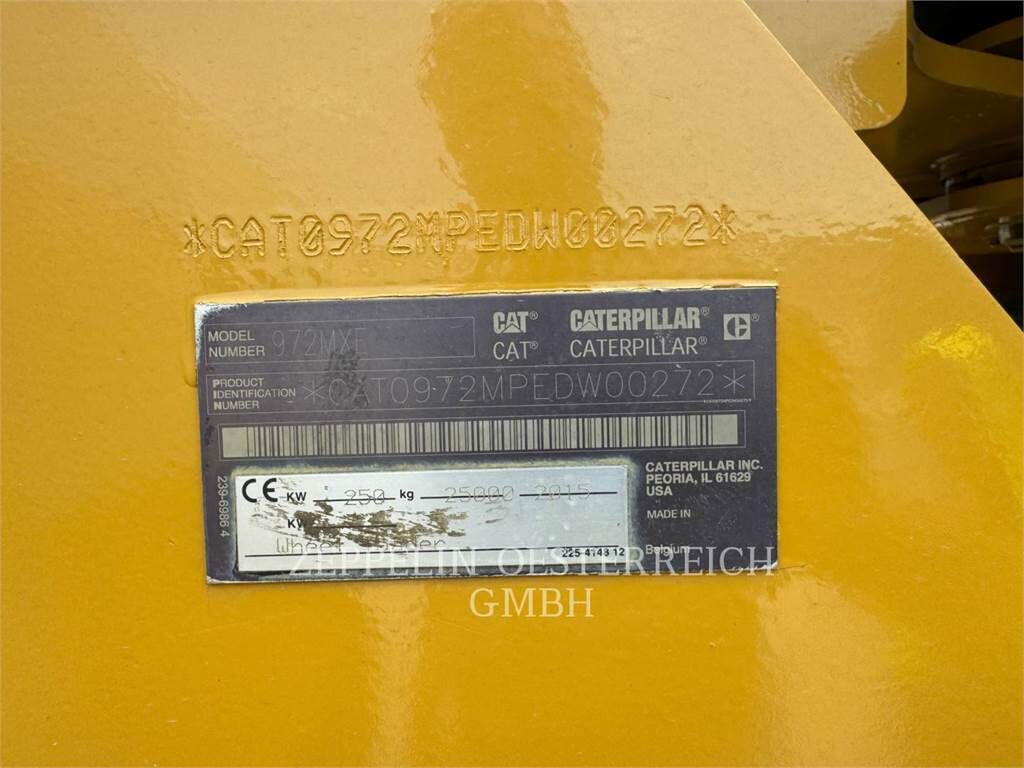 *CAT0972MPEDW00272*
MODEL NUMBER 972MXE
CAT® CATERPILLAR® C®
CAT® CATERPILLAR®
PRODUCT IDENTIFICATION NUMBER *CAT0972MPEDW00272*
CE KW 250 kg 25000 2015
KW
225-4148 12
239-6986 4
CATERPILLAR INC.
PEORIA, IL 61629
USA
MADE IN
Belgium
ZEPPELIN OESTERREICH
GMBH